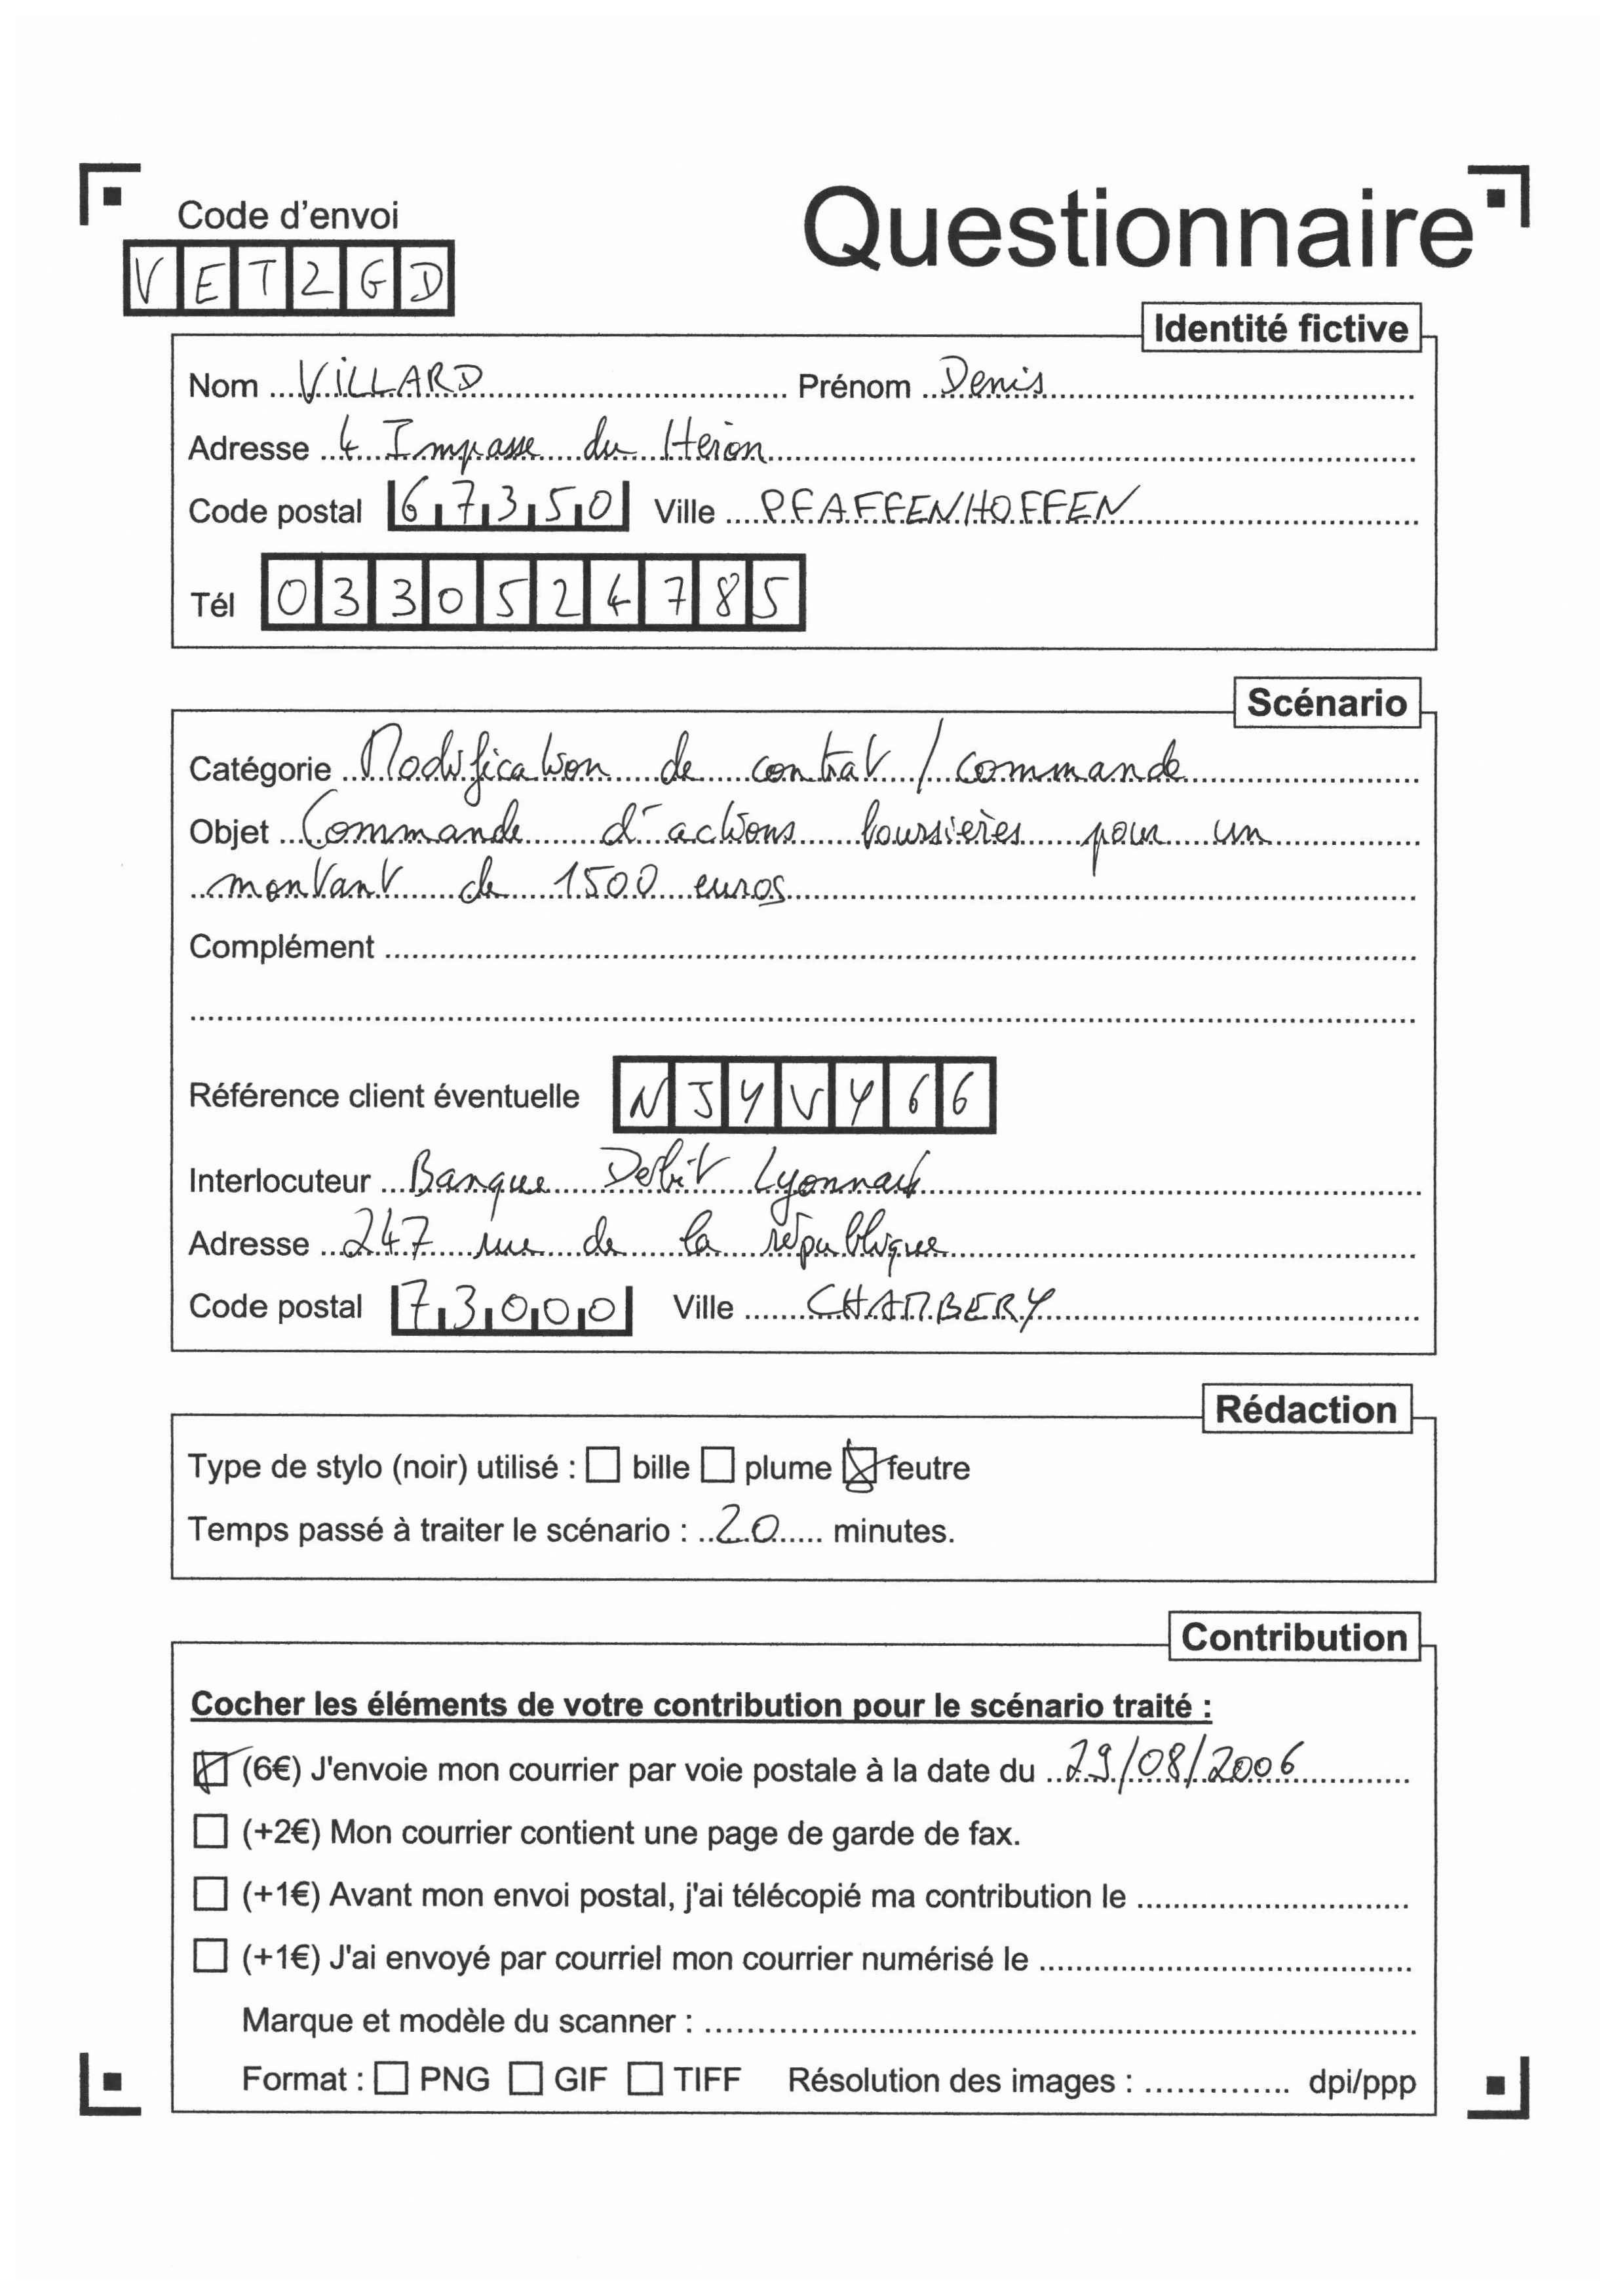 Code d'envoi
Questionnaire
VET2GD
Identité fictive
Nom VILLARD Prénom Denis
Adresse 4 Impasse du Heron
Code postal 67350 Ville PFAFFENHOFFEN
Tél 0330524785
Scénario
Catégorie Modification de contrat / commande
Objet Commande d'actions boursières pour un
montant de 1500 euros
Complément
Référence client éventuelle NJYVY66
Interlocuteur Banque Debit Lyonnais
Adresse 247 rue de la république
Code postal 73000 Ville CHAMBERY
Rédaction
Type de stylo (noir) utilisé : bille plume feutre
Temps passé à traiter le scénario : 20 minutes.
Contribution
Cocher les éléments de votre contribution pour le scénario traité :
(6€) J'envoie mon courrier par voie postale à la date du 29/08/2006
(+2€) Mon courrier contient une page de garde de fax.
(+1€) Avant mon envoi postal, j'ai télécopié ma contribution le
(+1€) J'ai envoyé par courriel mon courrier numérisé le
Marque et modèle du scanner :
Format : PNG GIF TIFF Résolution des images : dpi/ppp